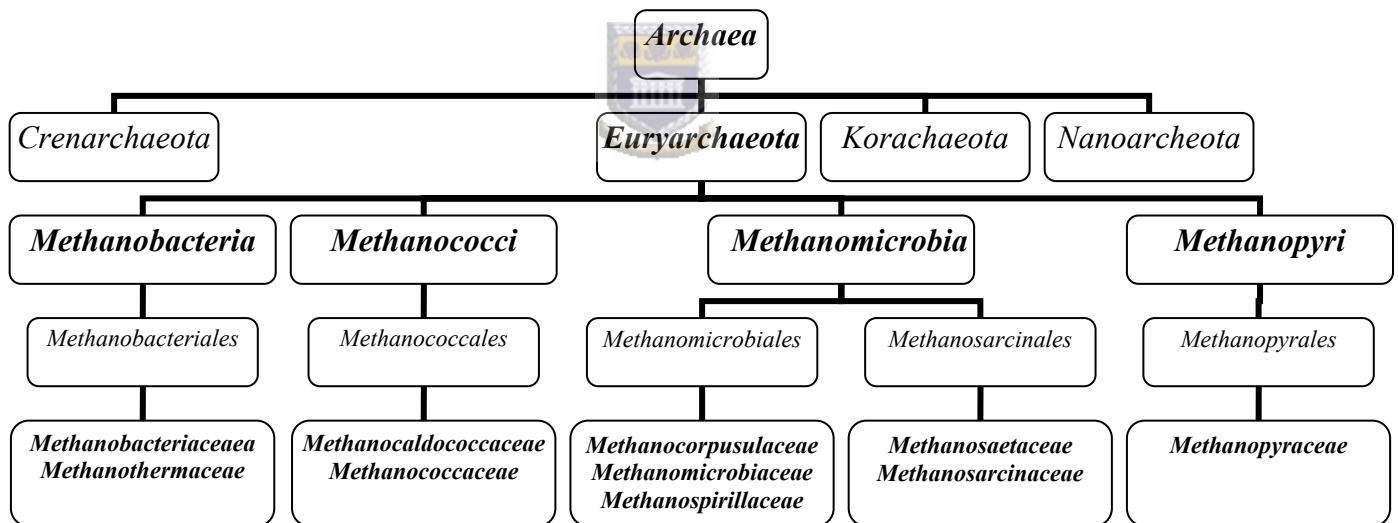 Archaea
Crenarchaeota
Euryarchaeota
Korachaeota
Nanoarcheota
Methanobacteria
Methanococci
Methanomicrobia
Methanopyri
Methanobacteriales
Methanococcales
Methanomicrobiales
Methanosarcinales
Methanopyrales
Methanobacteriaceaea
Methanothermaceae
Methanocaldococcaceae
Methanococcaceae
Methanocorpusulaceae
Methanomicrobiaceae
Methanospirillaceae
Methanosaetaceae
Methanosarcinaceae
Methanopyraceae